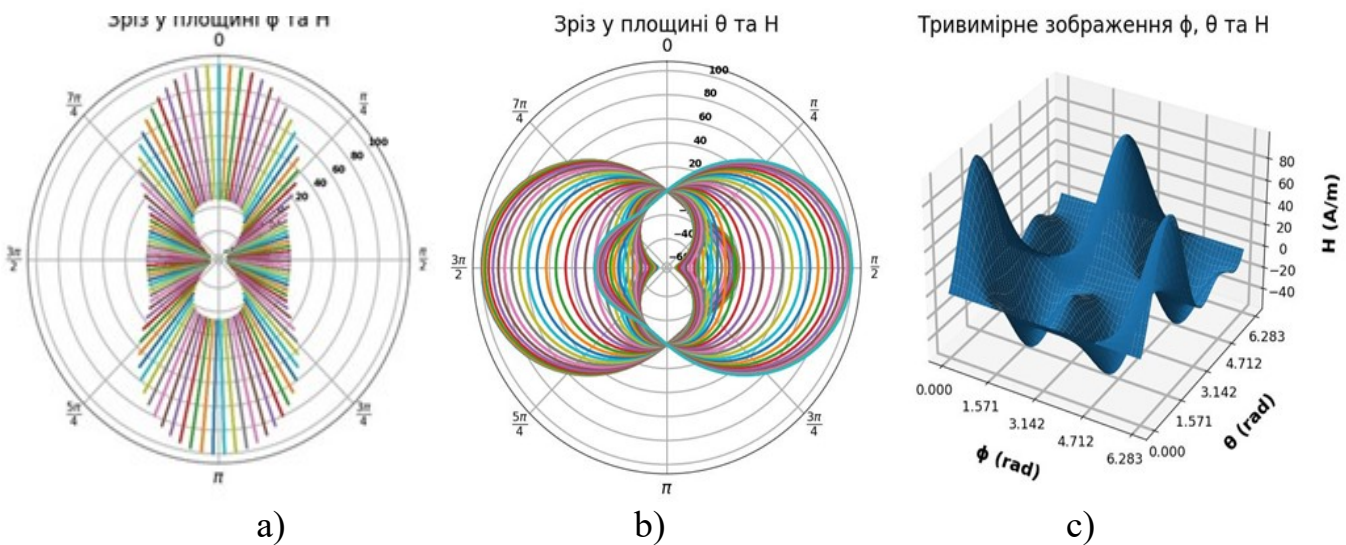 Зріз у площині φ та H
0
7π/4
π/4
100
80
60
40
20
5π/4
3π/4
π
a)
Зріз у площині θ та H
0
100
80
60
40
20
−40
7π/4
π/4
3π/2
π/2
5π/4
3π/4
π
b)
Тривимірне зображення ϕ, θ та H
80
60
40
20
0
−20
−40
H (A/m)
0.000
1.571
3.142
4.712
6.283
ϕ (rad)
0.000
1.571
3.142
4.712
6.283
θ (rad)
c)